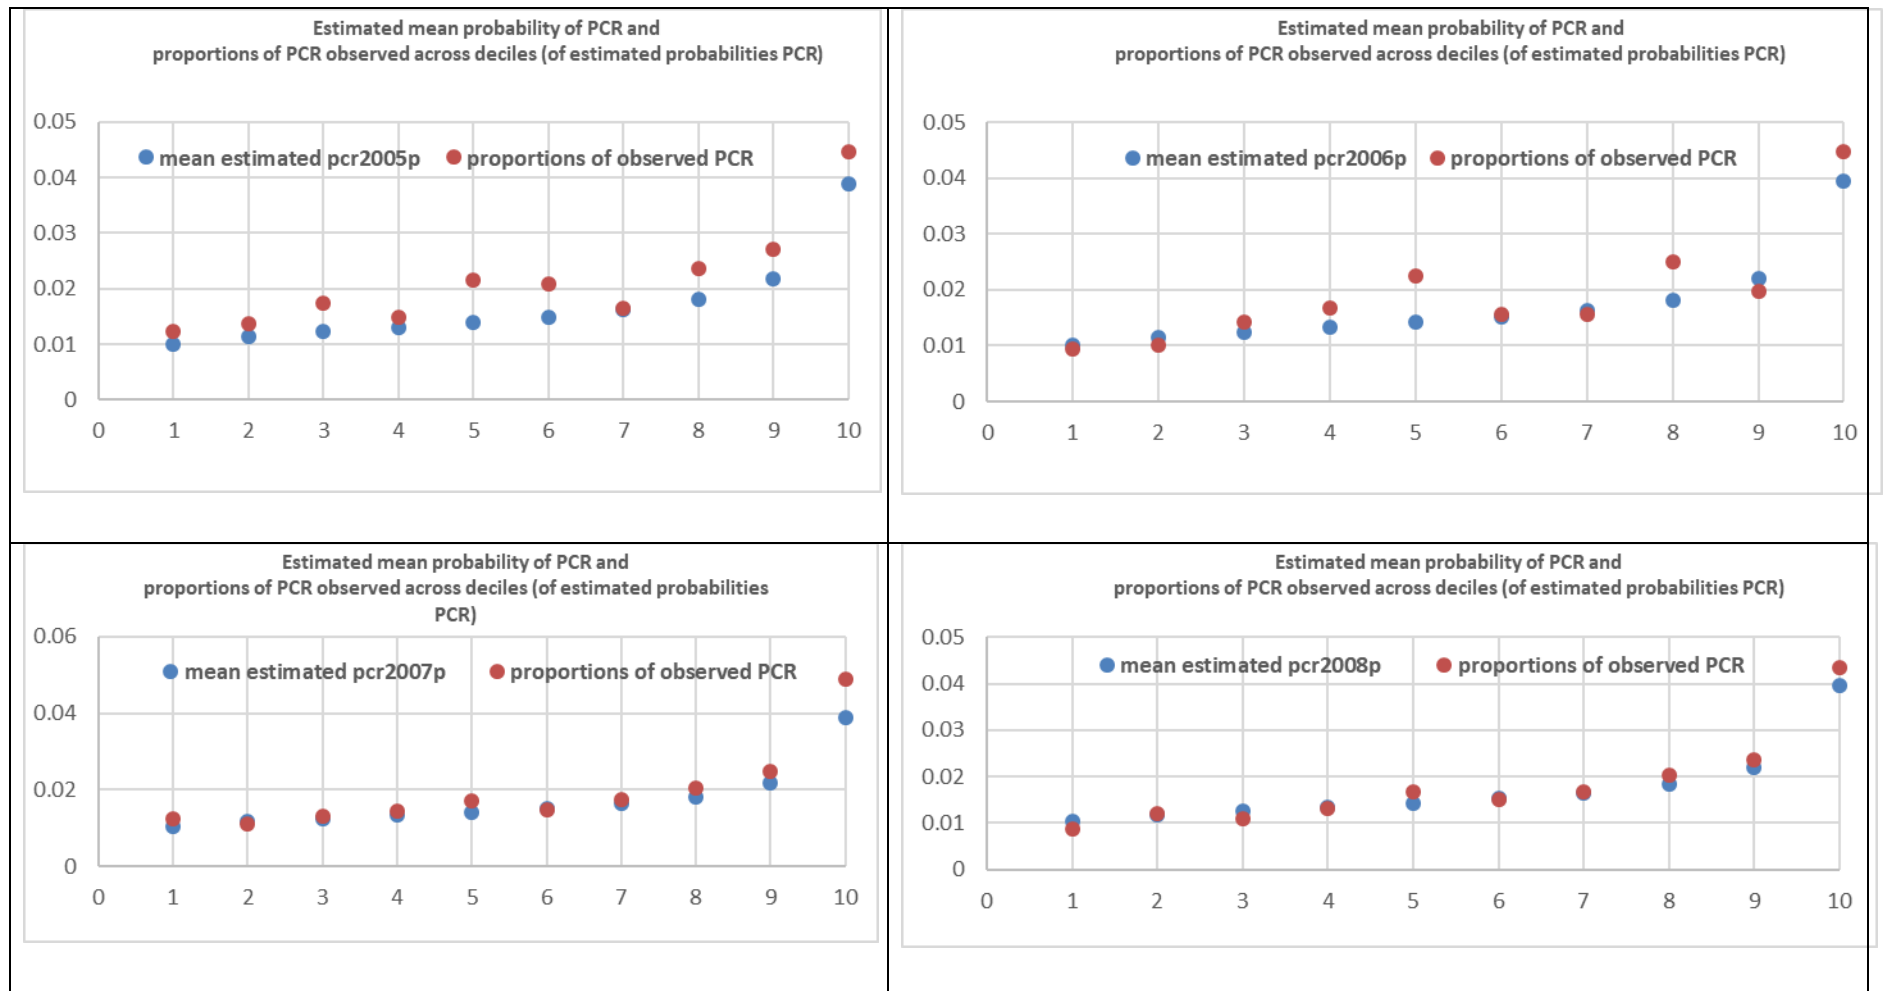 Estimated mean probability of PCR and
proportions of PCR observed across deciles (of estimated probabilities PCR)
0.05
mean estimated pcr2005p proportions of observed PCR
0.04
0.03
0.02
0.01
0
0 1 2 3 4 5 6 7 8 9 10
Estimated mean probability of PCR and
proportions of PCR observed across deciles (of estimated probabilities PCR)
0.05
mean estimated pcr2006p proportions of observed PCR
0.04
0.03
0.02
0.01
0
0 1 2 3 4 5 6 7 8 9 10
Estimated mean probability of PCR and
proportions of PCR observed across deciles (of estimated probabilities
PCR)
0.06
mean estimated pcr2007p proportions of observed PCR
0.04
0.02
0
0 1 2 3 4 5 6 7 8 9 10
Estimated mean probability of PCR and
proportions of PCR observed across deciles (of estimated probabilities PCR)
0.05
mean estimated pcr2008p proportions of observed PCR
0.04
0.03
0.02
0.01
0
0 1 2 3 4 5 6 7 8 9 10